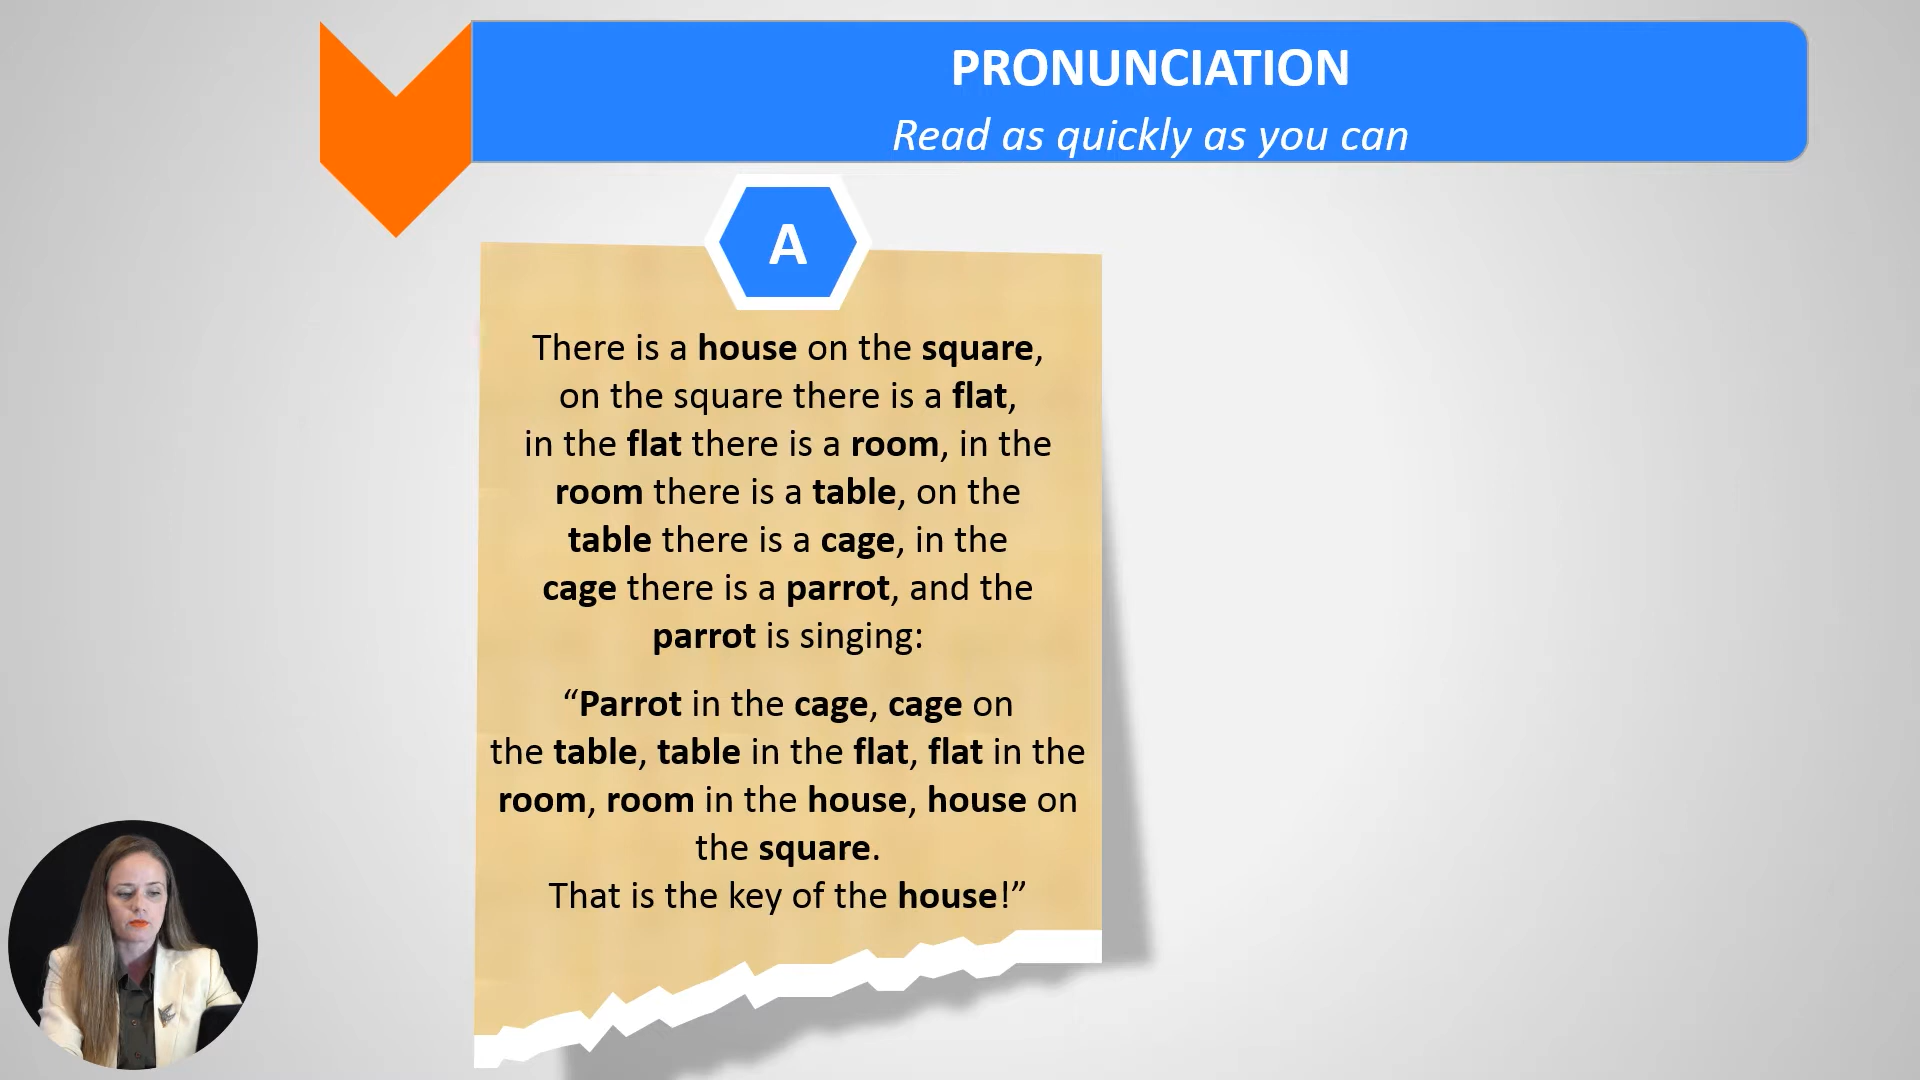 PRONUNCIATION
Read as quickly as you can
A
There is a house on the square,
on the square there is a flat,
in the flat there is a room, in the
room there is a table, on the
table there is a cage, in the
cage there is a parrot, and the
parrot is singing:
“Parrot in the cage, cage on
the table, table in the flat, flat in the
room, room in the house, house on
the square.
That is the key of the house!”